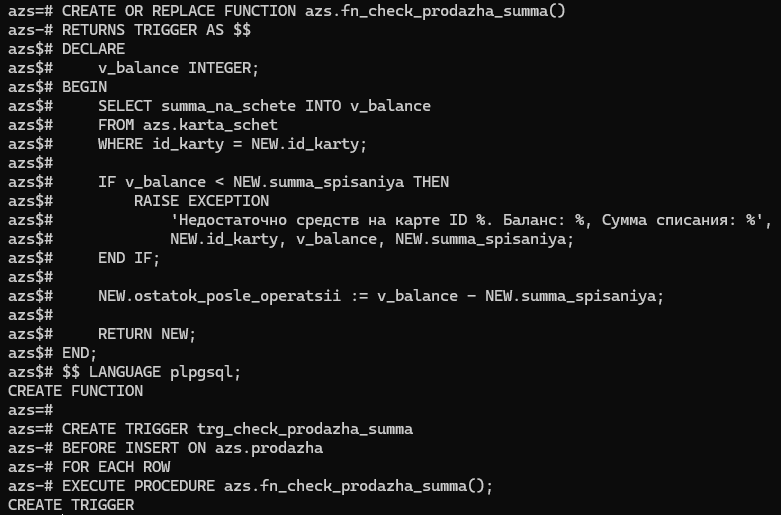 azs=# CREATE OR REPLACE FUNCTION azs.fn_check_prodazha_summa()
azs-# RETURNS TRIGGER AS $$
azs$# DECLARE
azs$#     v_balance INTEGER;
azs$# BEGIN
azs$#     SELECT summa_na_schete INTO v_balance
azs$#     FROM azs.karta_schet
azs$#     WHERE id_karty = NEW.id_karty;
azs$#
azs$#     IF v_balance < NEW.summa_spisaniya THEN
azs$#         RAISE EXCEPTION
azs$#             'Недостаточно средств на карте ID %. Баланс: %, Сумма списания: %',
azs$#             NEW.id_karty, v_balance, NEW.summa_spisaniya;
azs$#     END IF;
azs$#
azs$#     NEW.ostatok_posle_operatsii := v_balance - NEW.summa_spisaniya;
azs$#
azs$#     RETURN NEW;
azs$# END;
azs$# $$ LANGUAGE plpgsql;
CREATE FUNCTION
azs=#
azs=# CREATE TRIGGER trg_check_prodazha_summa
azs-# BEFORE INSERT ON azs.prodazha
azs-# FOR EACH ROW
azs-# EXECUTE PROCEDURE azs.fn_check_prodazha_summa();
CREATE TRIGGER